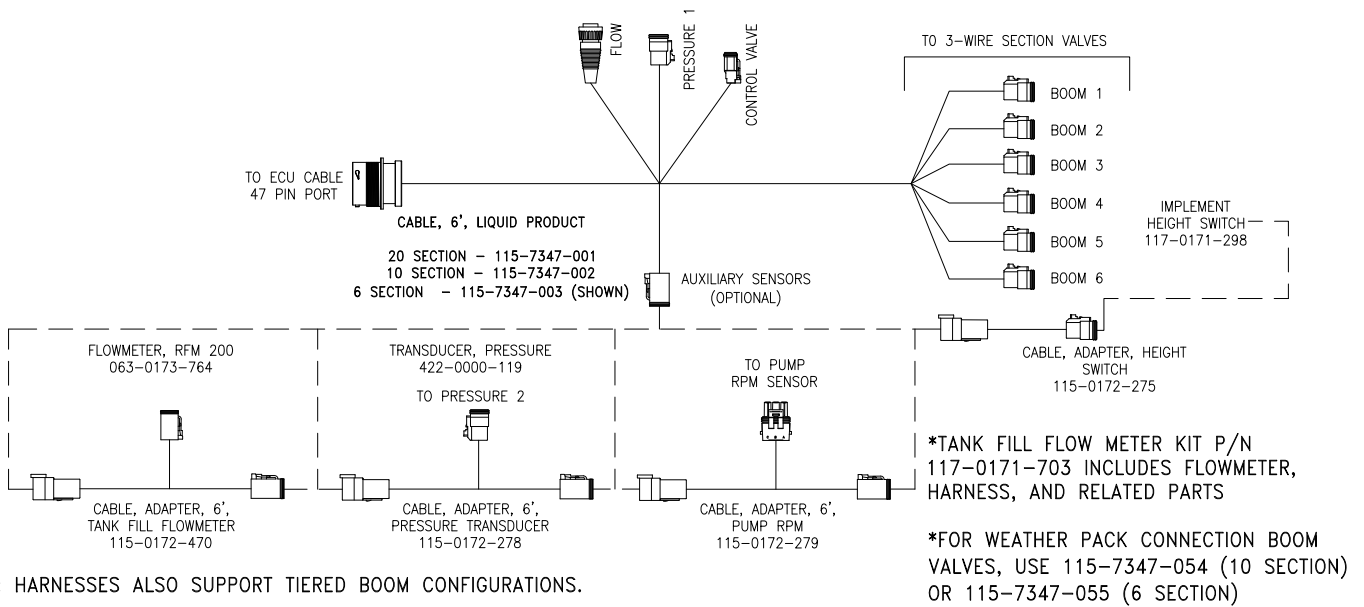 FLOW
PRESSURE 1
CONTROL VALVE
TO 3-WIRE SECTION VALVES
BOOM 1
BOOM 2
BOOM 3
BOOM 4
BOOM 5
BOOM 6
TO ECU CABLE
47 PIN PORT
CABLE, 6', LIQUID PRODUCT
20 SECTION - 115-7347-001
10 SECTION - 115-7347-002
6 SECTION - 115-7347-003 (SHOWN)
AUXILIARY SENSORS
(OPTIONAL)
IMPLEMENT
HEIGHT SWITCH
117-0171-298
FLOWMETER, RFM 200
063-0173-764
TRANSDUCER, PRESSURE
422-0000-119
TO PRESSURE 2
TO PUMP
RPM SENSOR
CABLE, ADAPTER, HEIGHT
SWITCH
115-0172-275
CABLE, ADAPTER, 6',
TANK FILL FLOWMETER
115-0172-470
CABLE, ADAPTER, 6',
PRESSURE TRANSDUCER
115-0172-278
CABLE, ADAPTER, 6',
PUMP RPM
115-0172-279
*TANK FILL FLOW METER KIT P/N
117-0171-703 INCLUDES FLOWMETER,
HARNESS, AND RELATED PARTS
*FOR WEATHER PACK CONNECTION BOOM
VALVES, USE 115-7347-054 (10 SECTION)
OR 115-7347-055 (6 SECTION)
HARNESSES ALSO SUPPORT TIERED BOOM CONFIGURATIONS.